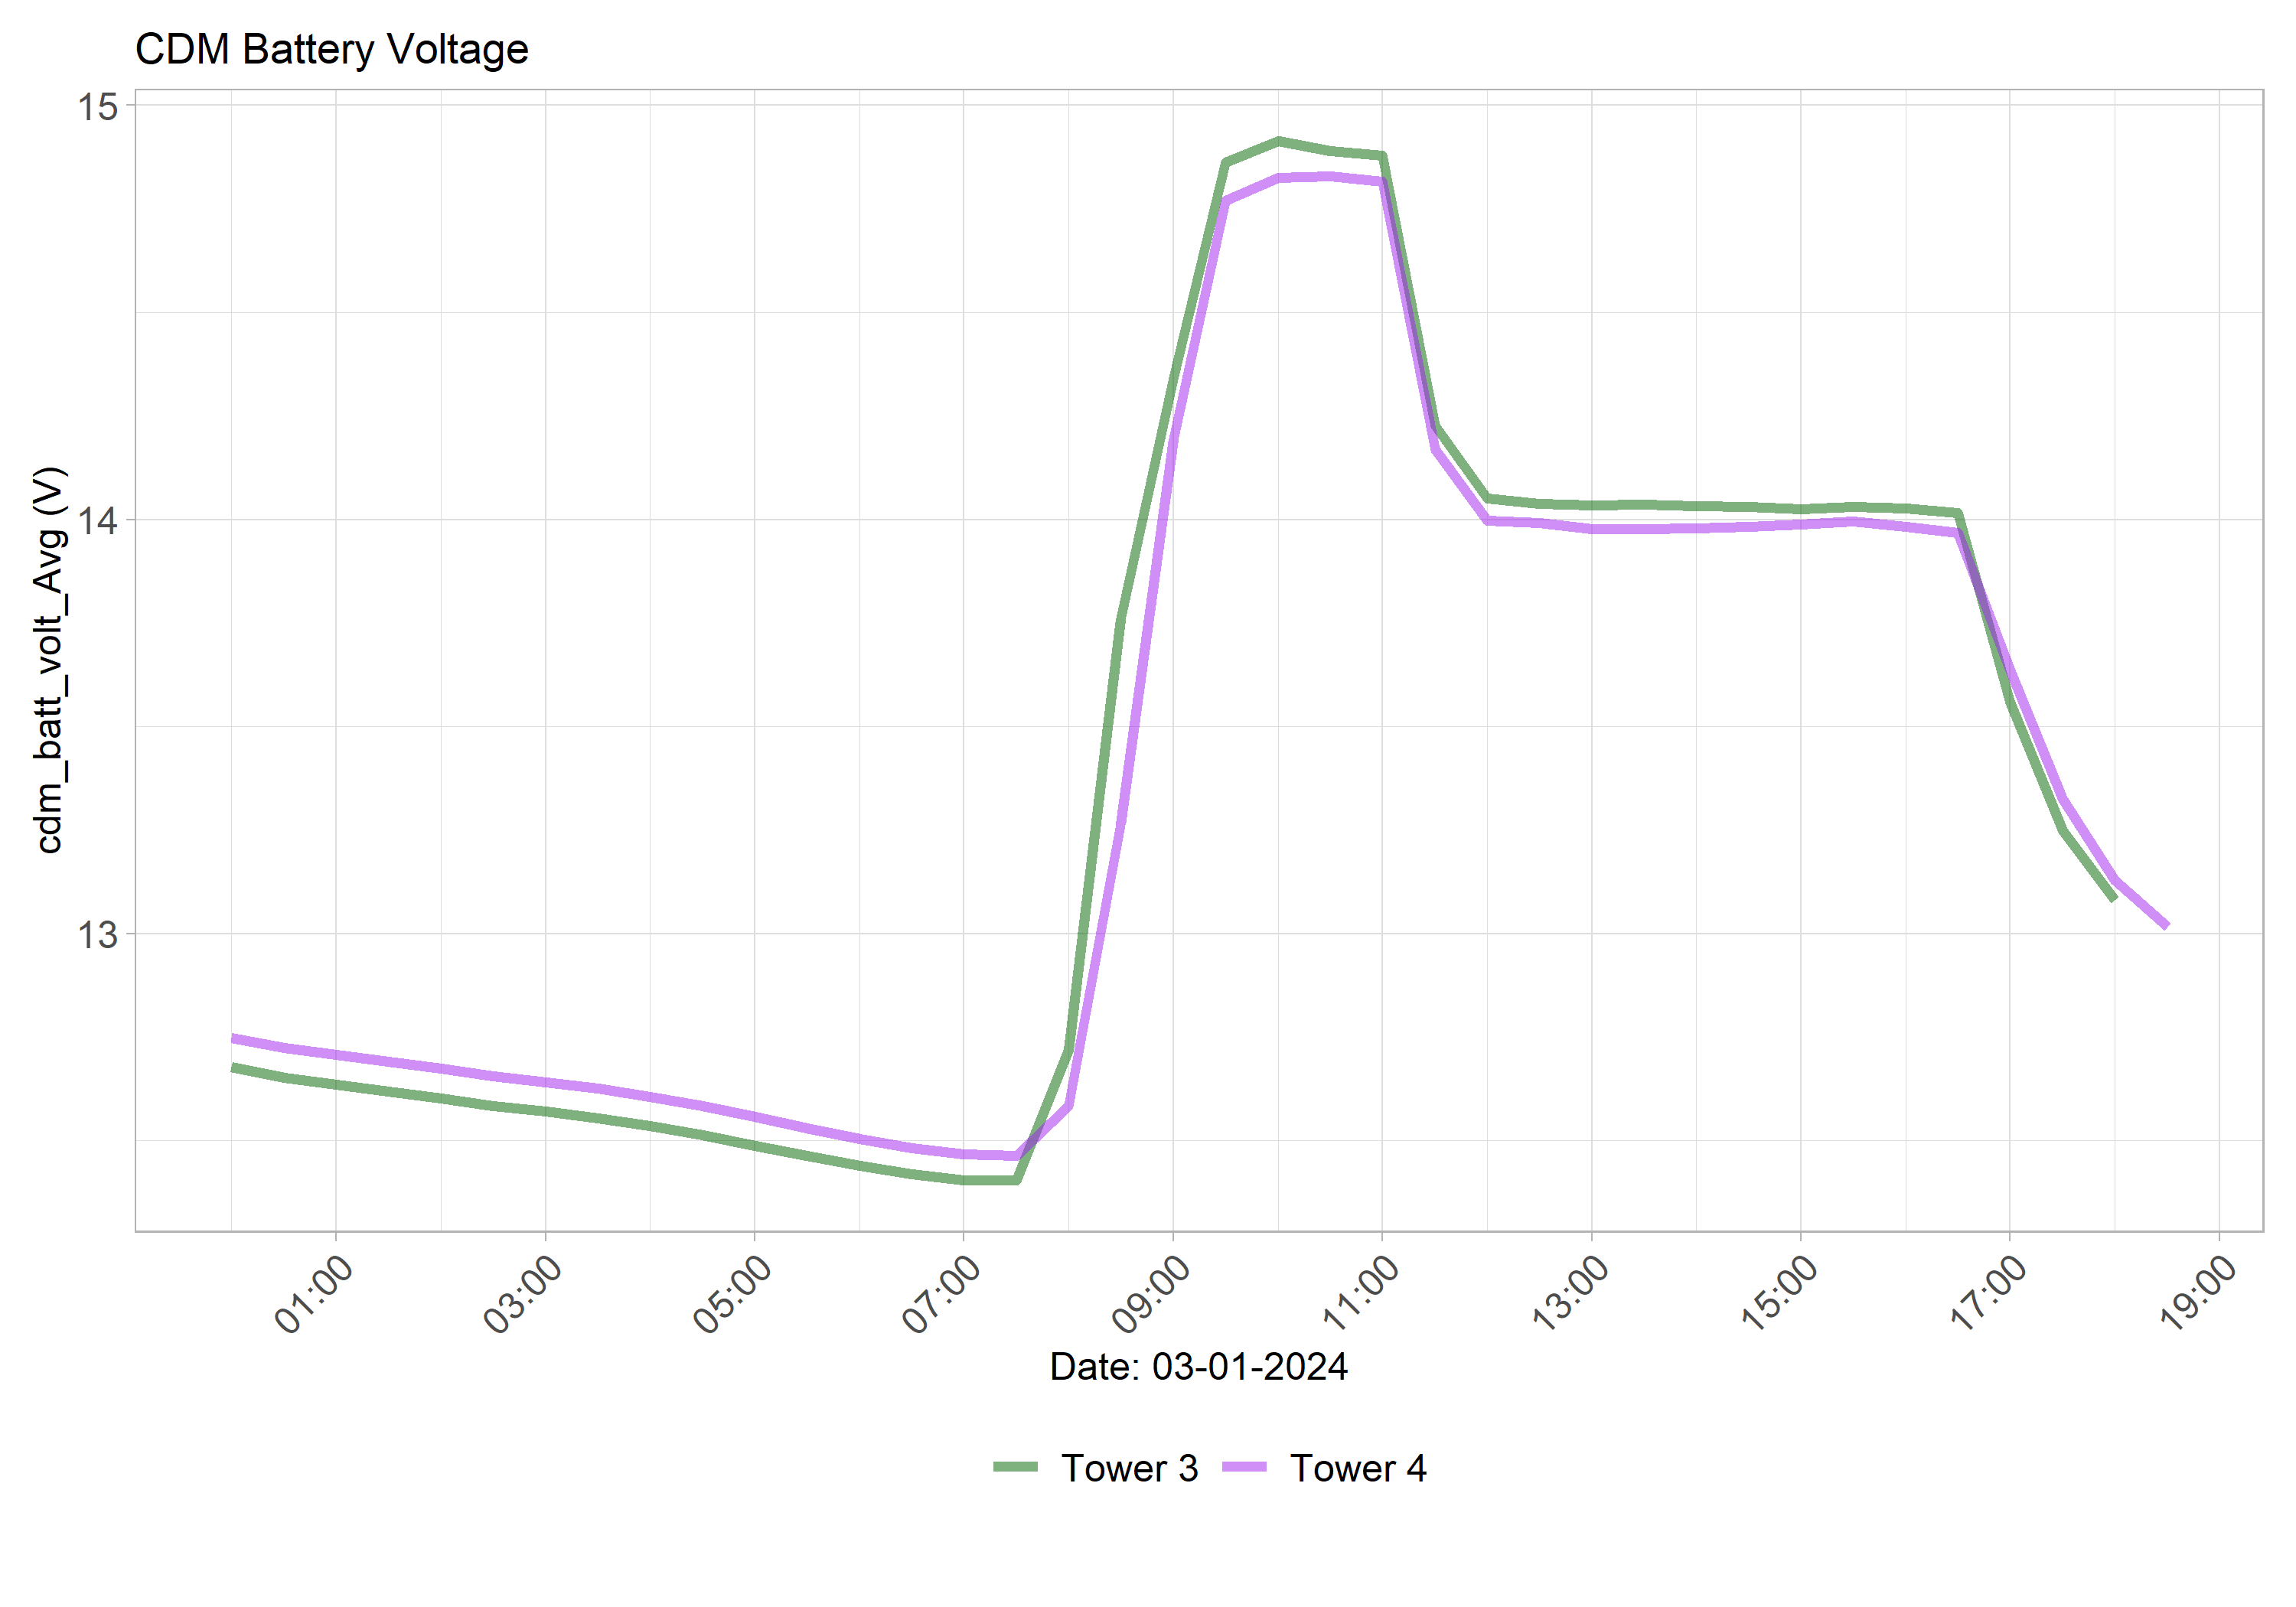 CDM Battery Voltage
15
14
13
cdm_batt_volt_Avg (V)
01:00 03:00 05:00 07:00 09:00 11:00 13:00 15:00 17:00 19:00
Date: 03-01-2024
Tower 3 Tower 4